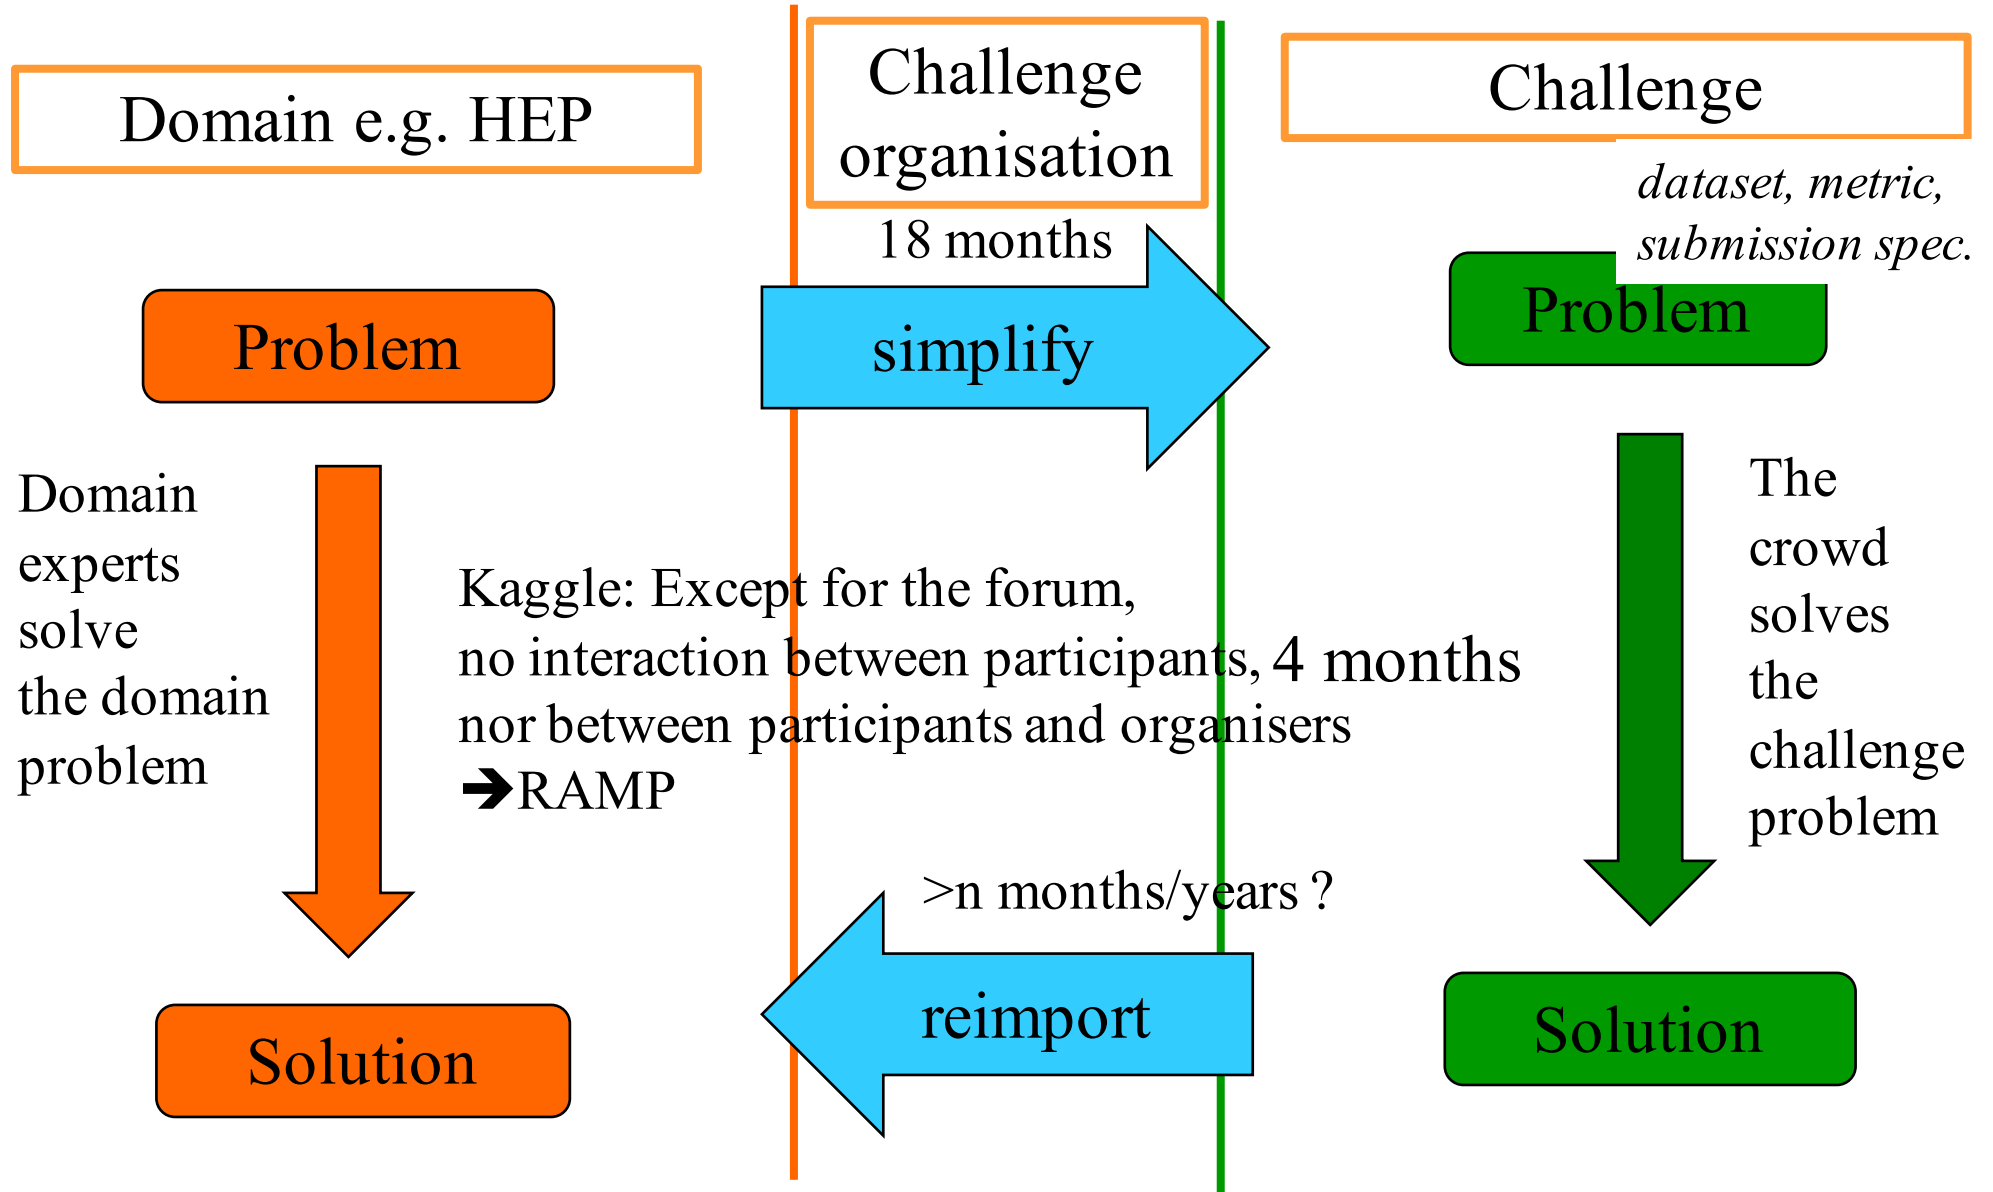 Domain e.g. HEP
Challenge
organisation
Challenge
dataset, metric,
submission spec.
18 months
Problem
simplify
Problem
Domain
experts
solve
the domain
problem
Kaggle: Except for the forum,
no interaction between participants,
nor between participants and organisers
➔RAMP
4 months
The
crowd
solves
the
challenge
problem
>n months/years ?
reimport
Solution
Solution